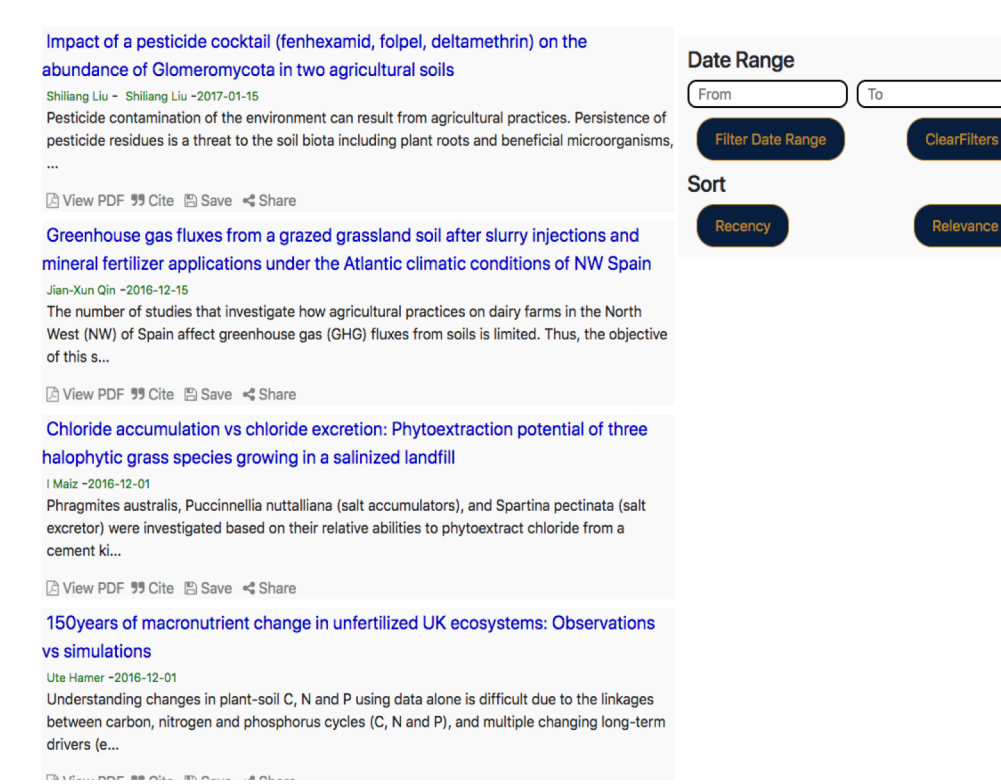 Impact of a pesticide cocktail (fenhexamid, folpel, deltamethrin) on the
abundance of Glomeromycota in two agricultural soils
Shiliang Liu - Shiliang Liu -2017-01-15
Pesticide contamination of the environment can result from agricultural practices. Persistence of
pesticide residues is a threat to the soil biota including plant roots and beneficial microorganisms,
...
View PDF Cite Save Share
Greenhouse gas fluxes from a grazed grassland soil after slurry injections and
mineral fertilizer applications under the Atlantic climatic conditions of NW Spain
Jian-Xun Qin -2016-12-15
The number of studies that investigate how agricultural practices on dairy farms in the North
West (NW) of Spain affect greenhouse gas (GHG) fluxes from soils is limited. Thus, the objective
of this s...
View PDF Cite Save Share
Chloride accumulation vs chloride excretion: Phytoextraction potential of three
halophytic grass species growing in a salinized landfill
I Maiz -2016-12-01
Phragmites australis, Puccinnellia nuttalliana (salt accumulators), and Spartina pectinata (salt
excretor) were investigated based on their relative abilities to phytoextract chloride from a
cement ki...
View PDF Cite Save Share
150years of macronutrient change in unfertilized UK ecosystems: Observations
vs simulations
Ute Hamer -2016-12-01
Understanding changes in plant-soil C, N and P using data alone is difficult due to the linkages
between carbon, nitrogen and phosphorus cycles (C, N and P), and multiple changing long-term
drivers (e...
View PDF Cite Save Share
Date Range
From To
Filter Date Range ClearFilters
Sort
Recency Relevance